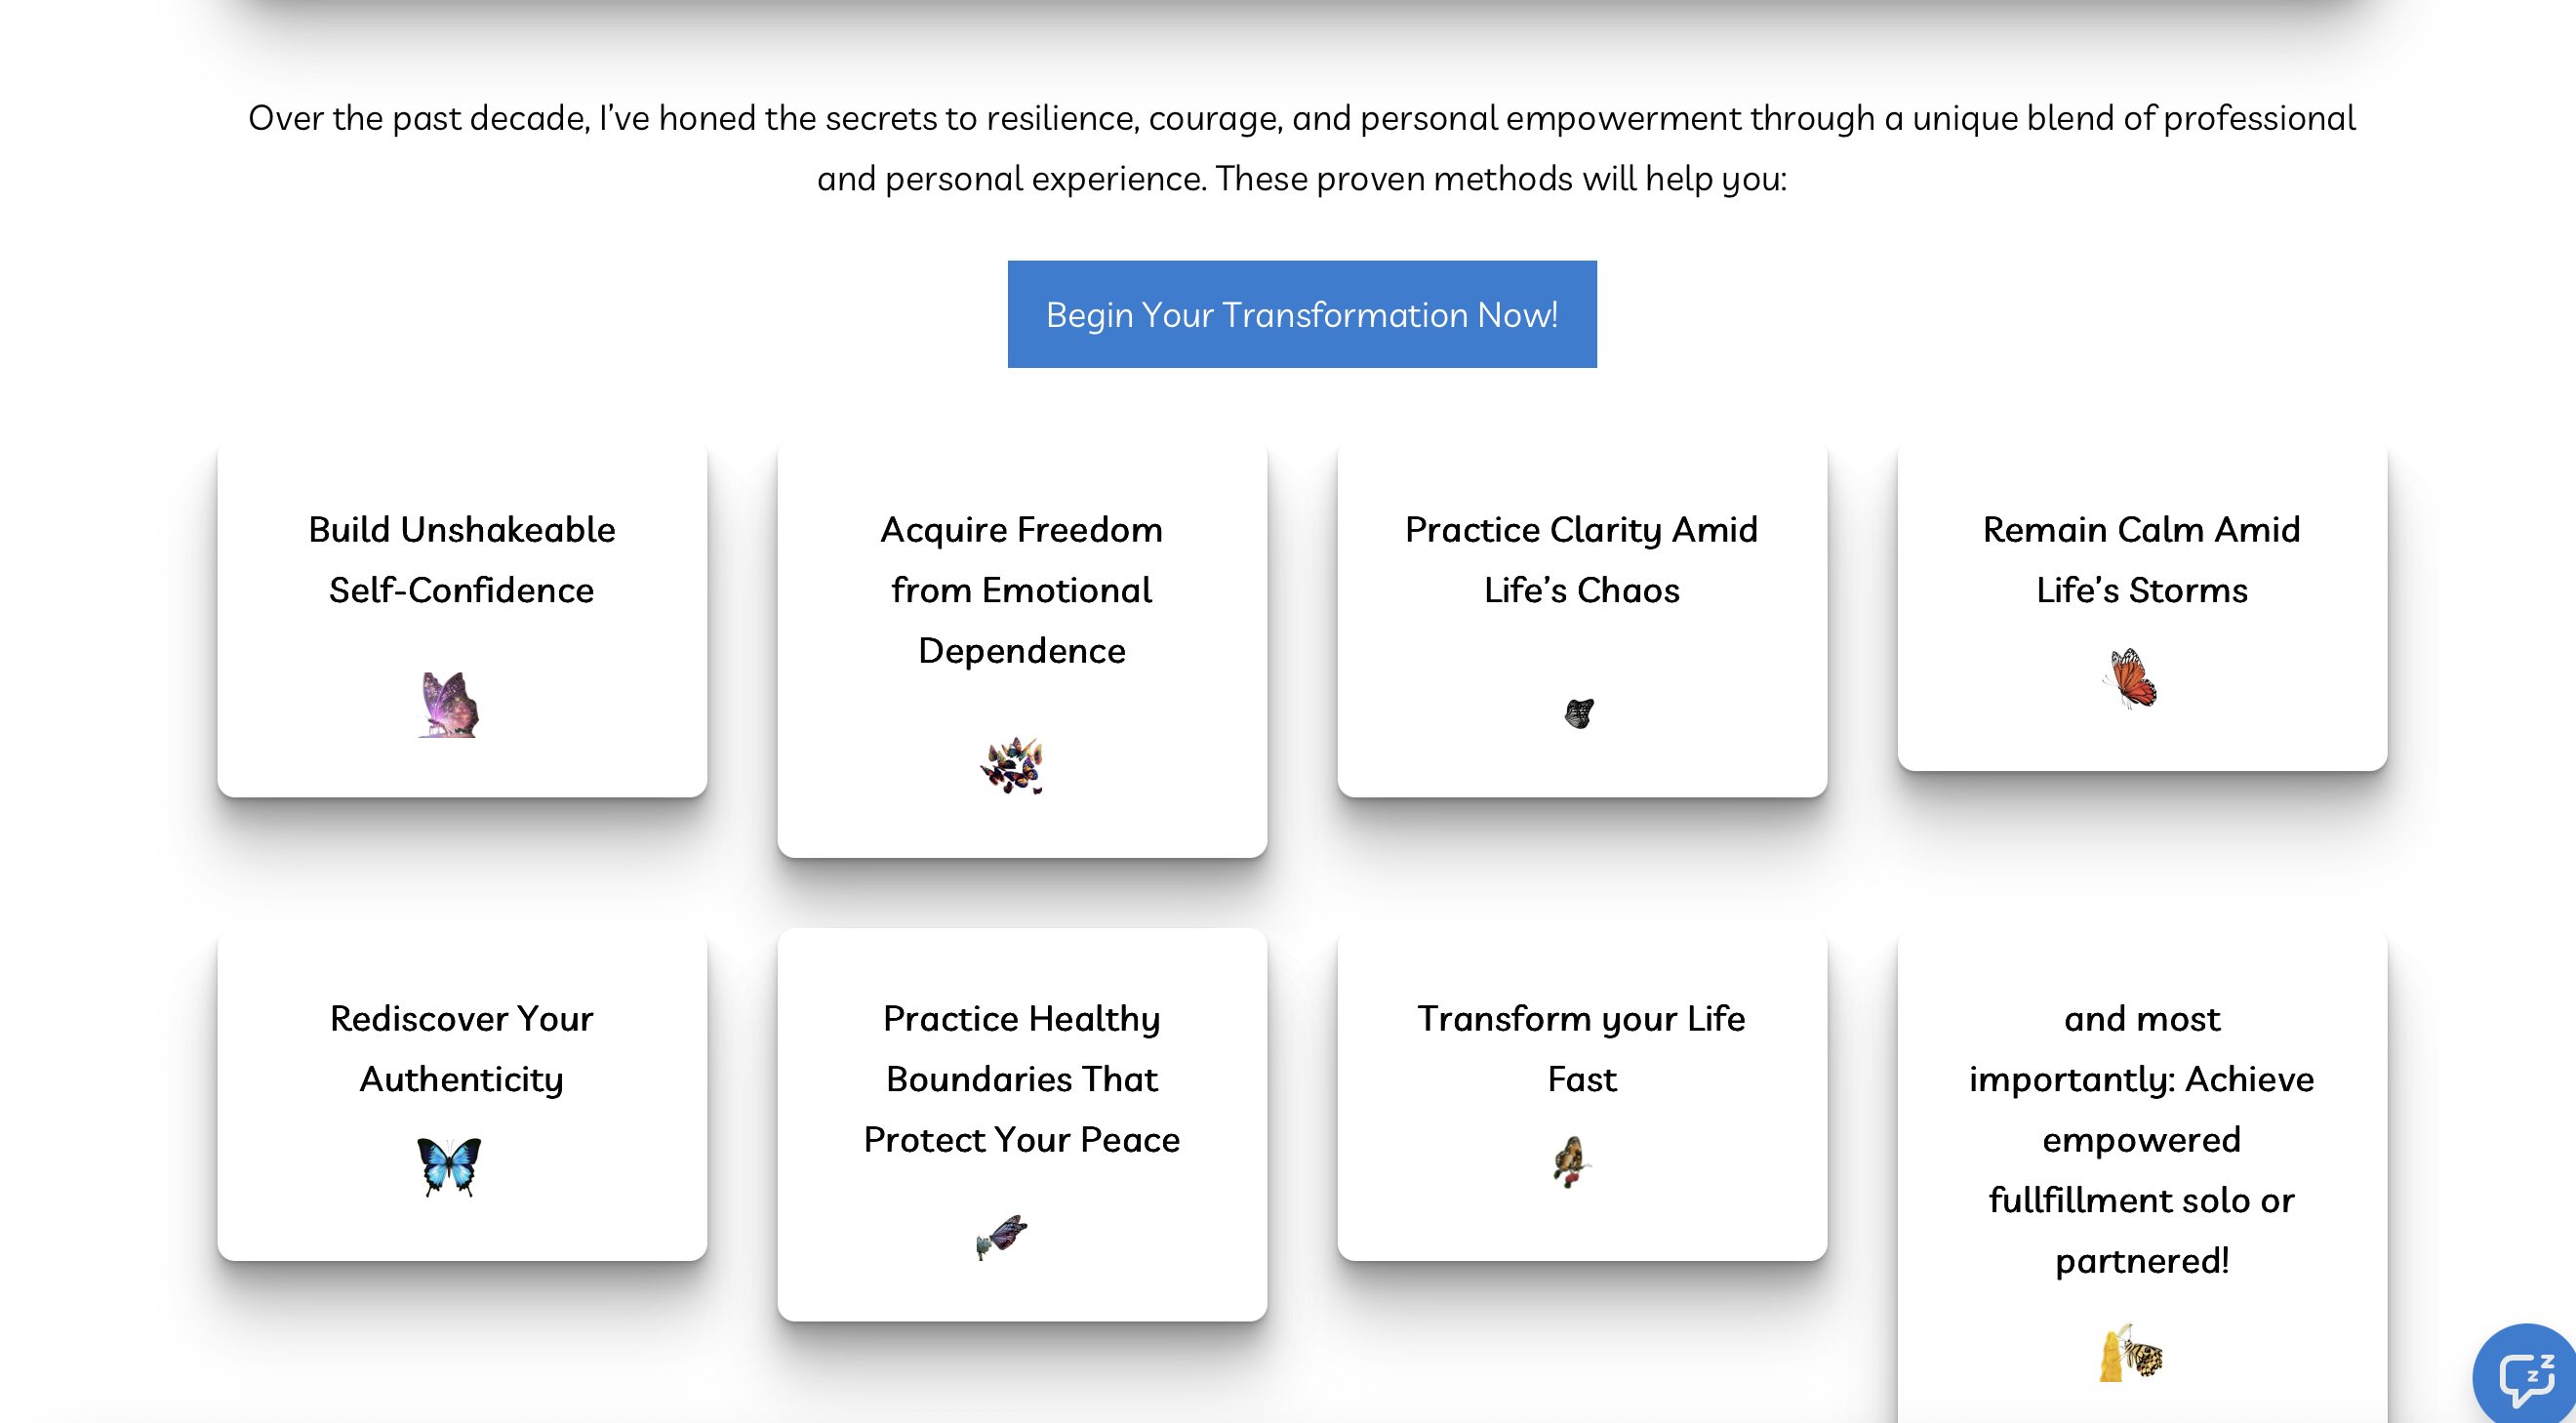 Over the past decade, I’ve honed the secrets to resilience, courage, and personal empowerment through a unique blend of professional
and personal experience. These proven methods will help you:
Begin Your Transformation Now!
Build Unshakeable
Self-Confidence
Acquire Freedom
from Emotional
Dependence
Practice Clarity Amid
Life’s Chaos
Remain Calm Amid
Life’s Storms
Rediscover Your
Authenticity
Practice Healthy
Boundaries That
Protect Your Peace
Transform your Life
Fast
and most
importantly: Achieve
empowered
fullfillment solo or
partnered!
z
z